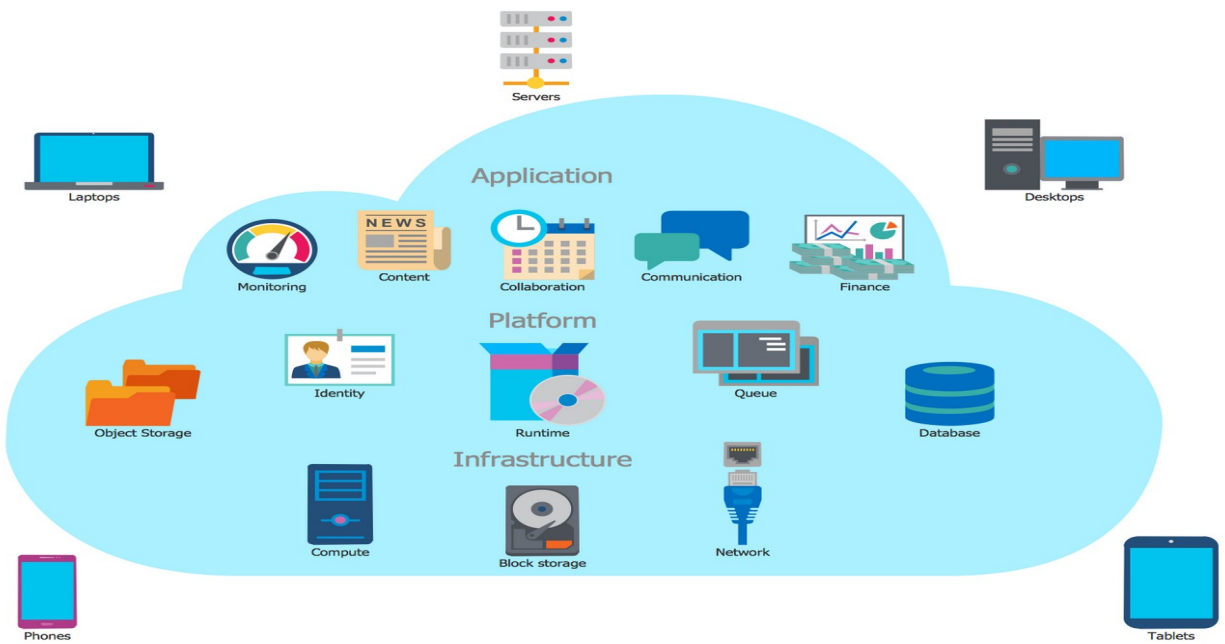 Servers
Laptops
Desktops
Application
NEWS
Monitoring
Content
Collaboration
Communication
Finance
Platform
Identity
Queue
Object Storage
Runtime
Database
Infrastructure
Compute
Block storage
Network
Phones
Tablets